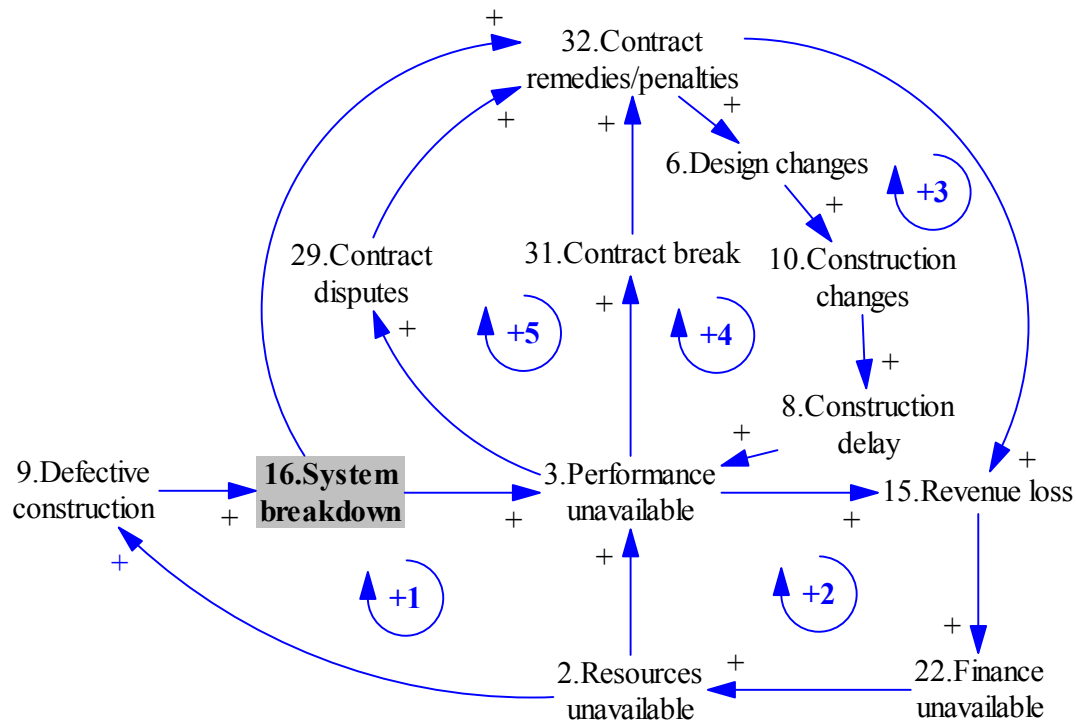 +
32.Contract
remedies/penalties
+
+
+
6.Design changes
+3
+
29.Contract
disputes
31.Contract break
10.Construction
changes
+
+
+5
+4
+
8.Construction
delay
+
9.Defective
construction
16.System
breakdown
3.Performance
unavailable
+
15.Revenue loss
+
+
+
+
+
+1
+2
+
+
2.Resources
unavailable
22.Finance
unavailable